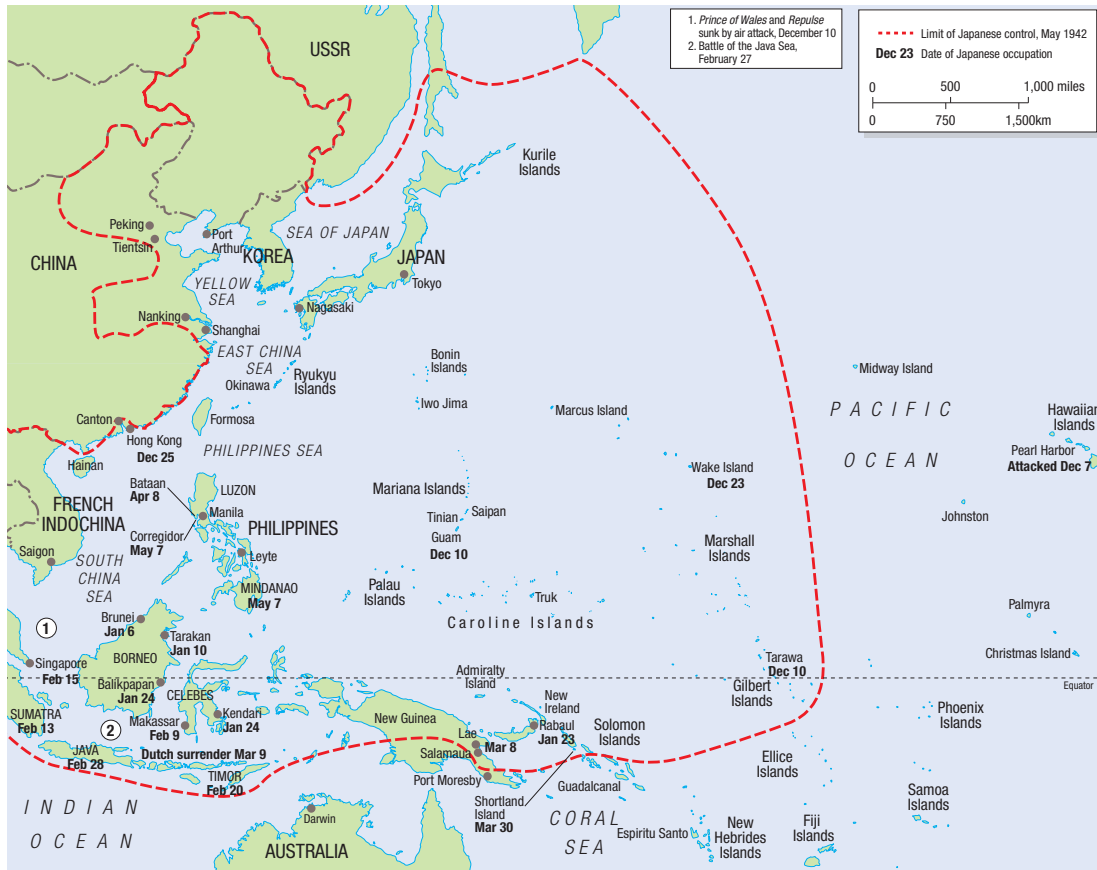 1. Prince of Wales and Repulse
sunk by air attack, December 10
2. Battle of the Java Sea,
February 27
Limit of Japanese control, May 1942
Dec 23 Date of Japanese occupation
0 500 1,000 miles
0 750 1,500km
USSR
Kurile
Islands
Peking
Tientsin
Port
Arthur
SEA OF JAPAN
KOREA
JAPAN
CHINA
Tokyo
YELLOW
SEA
Nagasaki
Nanking
Shanghai
EAST CHINA
SEA
Okinawa
Ryukyu
Islands
Bonin
Islands
Iwo Jima
Marcus Island
Midway Island
PACIFIC
OCEAN
Hawaiian
Islands
Pearl Harbor
Attacked Dec 7
Canton
Hong Kong
Dec 25
Formosa
Hainan
PHILIPPINES SEA
Bataan
Apr 8
LUZON
Manila
Mariana Islands
Saipan
Tinian
Guam
Dec 10
Wake Island
Dec 23
Johnston
FRENCH
INDOCHINA
Corregidor
May 7
PHILIPPINES
Leyte
Saigon
SOUTH
CHINA
SEA
MINDANAO
May 7
Marshall
Islands
Palau
Islands
Truk
Caroline Islands
Palmyra
Christmas Island
1
Brunei
Jan 6
Tarakan
Jan 10
Singapore
Feb 15
BORNEO
Balikpapan
Jan 24
CELEBES
Admiralty
Island
Tarawa
Dec 10
Gilbert
Islands
Equator
SUMATRA
Feb 13
2
Makassar
Feb 9
Kendari
Jan 24
New Guinea
New
Ireland
Rabaul
Jan 23
Solomon
Islands
Phoenix
Islands
Lae
Mar 8
Salamaua
JAVA
Feb 28
Dutch surrender Mar 9
TIMOR
Feb 20
Port Moresby
Guadalcanal
Ellice
Islands
Shortland
Island
Mar 30
Samoa
Islands
INDIAN
OCEAN
Darwin
AUSTRALIA
CORAL
SEA
Espiritu Santo
New
Hebrides
Islands
Fiji
Islands